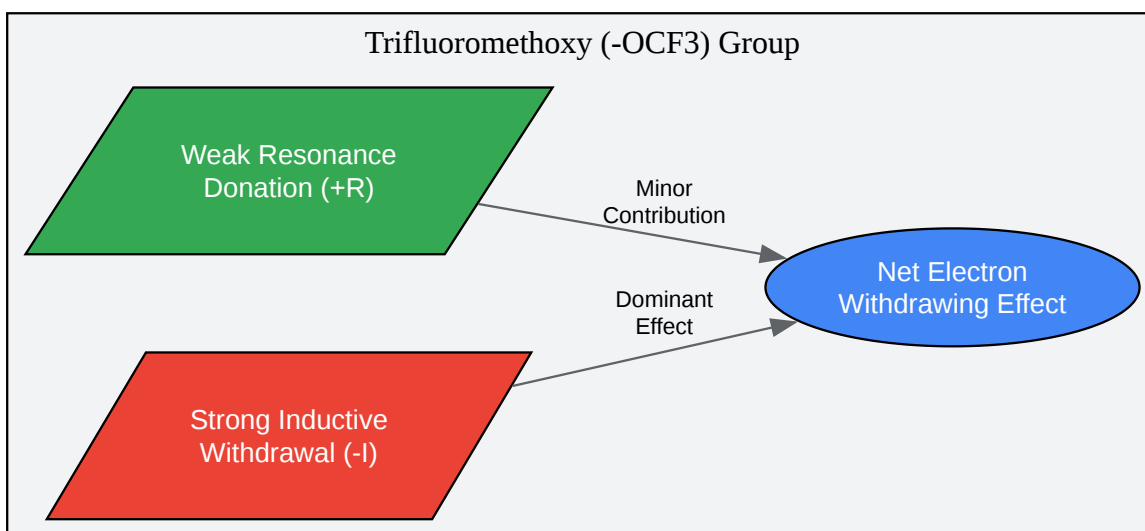 Trifluoromethoxy (-OCF3) Group
Weak Resonance
Donation (+R)
Minor
Contribution
Net Electron
Withdrawing Effect
Dominant
Effect
Strong Inductive
Withdrawal (-I)